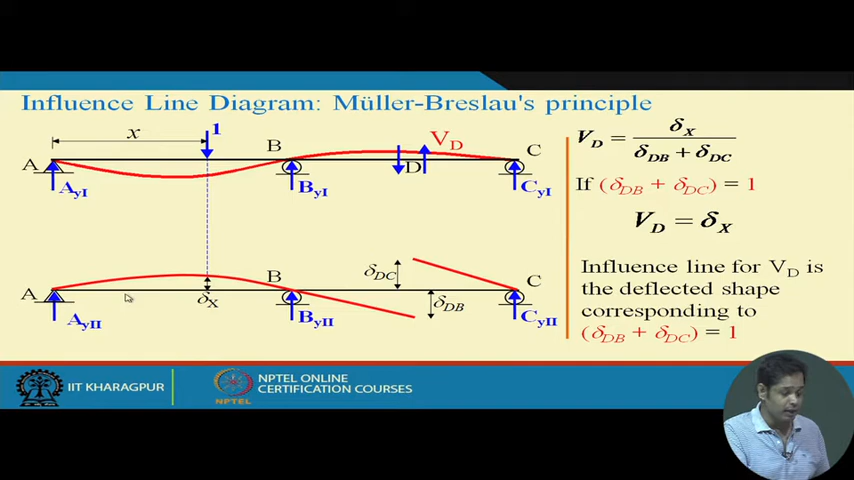 Influence Line Diagram: Müller-Breslau's principle
x
1
B
V_D
A
D
C
A_yI
B_yI
C_yI
V_D = δ_X / (δ_DB + δ_DC)
If (δ_DB + δ_DC) = 1
V_D = δ_X
A
δ_X
B
δ_DC
δ_DB
C
A_yII
B_yII
C_yII
Influence line for V_D is
the deflected shape
corresponding to
(δ_DB + δ_DC) = 1
IIT KHARAGPUR
NPTEL
NPTEL ONLINE
CERTIFICATION COURSES